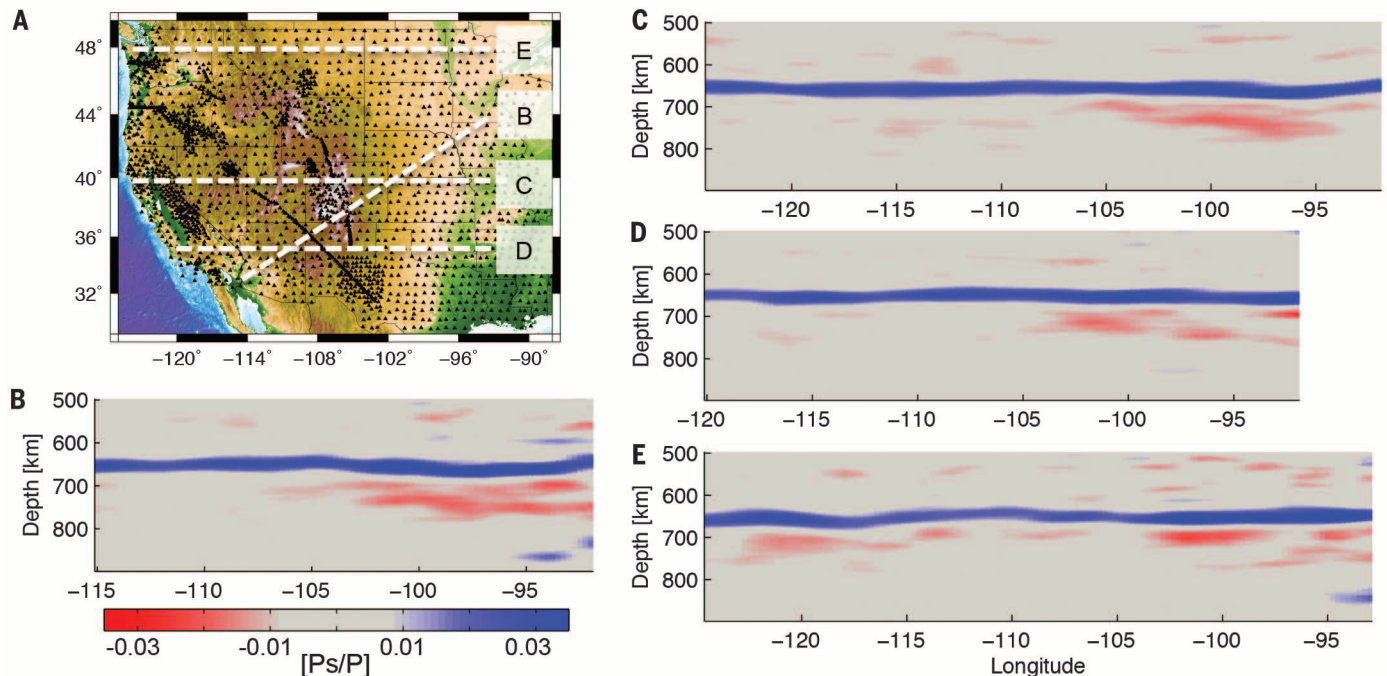 A
48°
44°
40°
36°
32°
E
B
C
D
−120° −114° −108° −102° −96° −90°
B
500
600
700
800
Depth [km]
−115 −110 −105 −100 −95
-0.03 -0.01 0.01 0.03
[Ps/P]
C
500
600
700
800
Depth [km]
−120 −115 −110 −105 −100 −95
D
500
600
700
800
Depth [km]
−120 −115 −110 −105 −100 −95
E
500
600
700
800
Depth [km]
−120 −115 −110 −105 −100 −95
Longitude